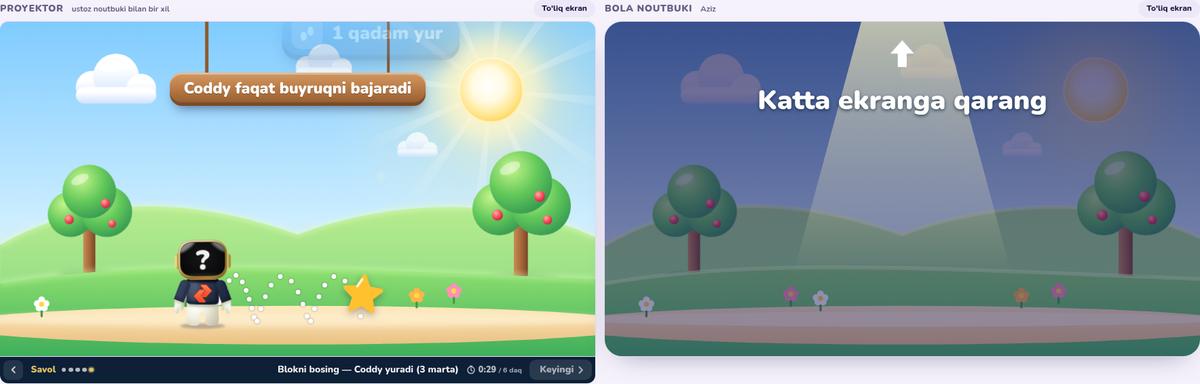 PROYEKTOR ustoz noutbuki bilan bir xil To'liq ekran
1 qadam yur
Coddy faqat buyruqni bajaradi
?
Savol Blokni bosing — Coddy yuradi (3 marta) 0:29 / 6 daq Keyingi
BOLA NOUTBUKI Aziz To'liq ekran
Katta ekranga qarang